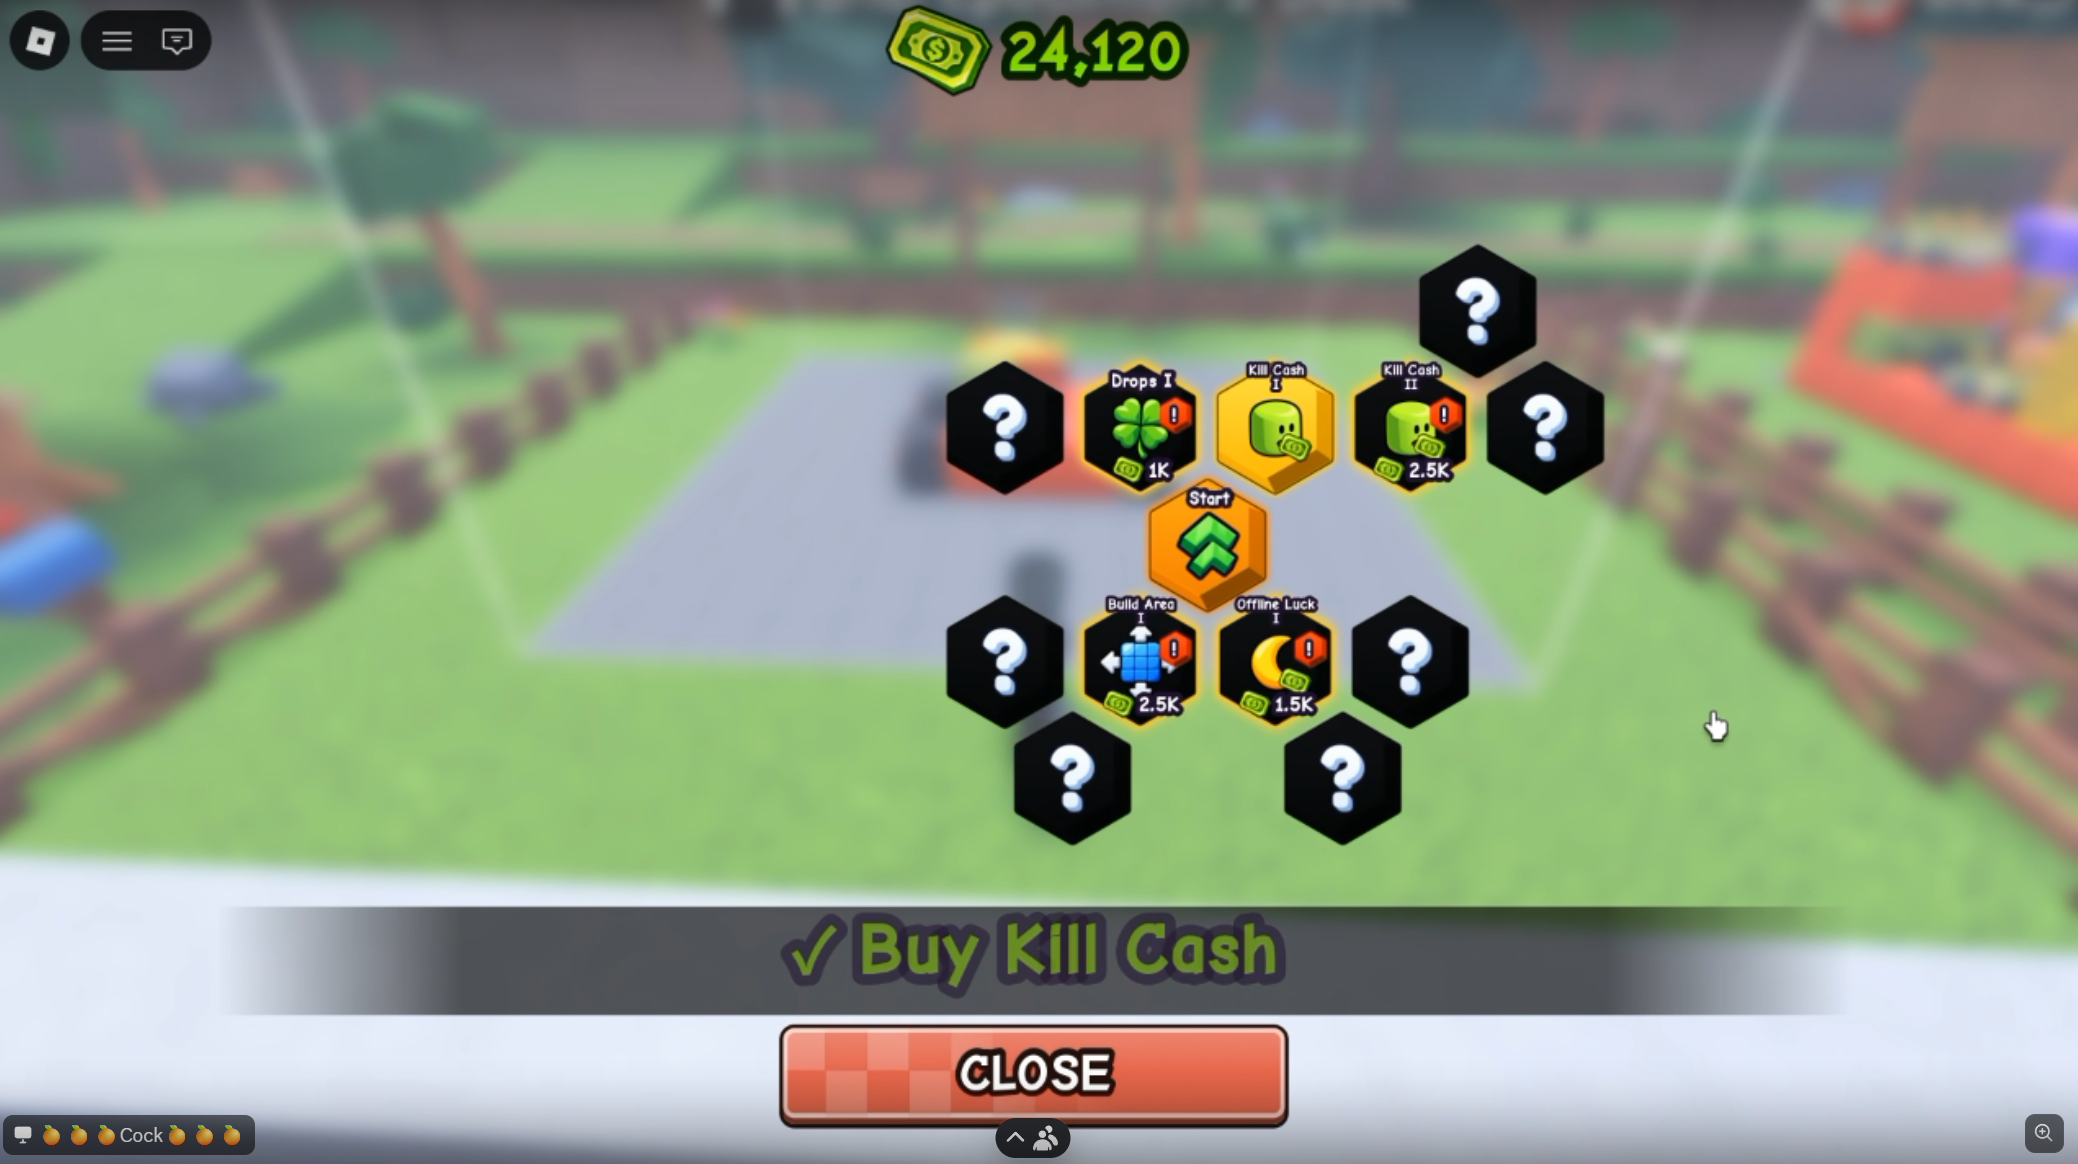 24,120
Drops I
1K
Kill Cash
I
Kill Cash
II
2.5K
Start
Build Area
I
2.5K
Offline Luck
I
1.5K
✓ Buy Kill Cash
CLOSE
🍊🍊🍊Cock🍊🍊🍊